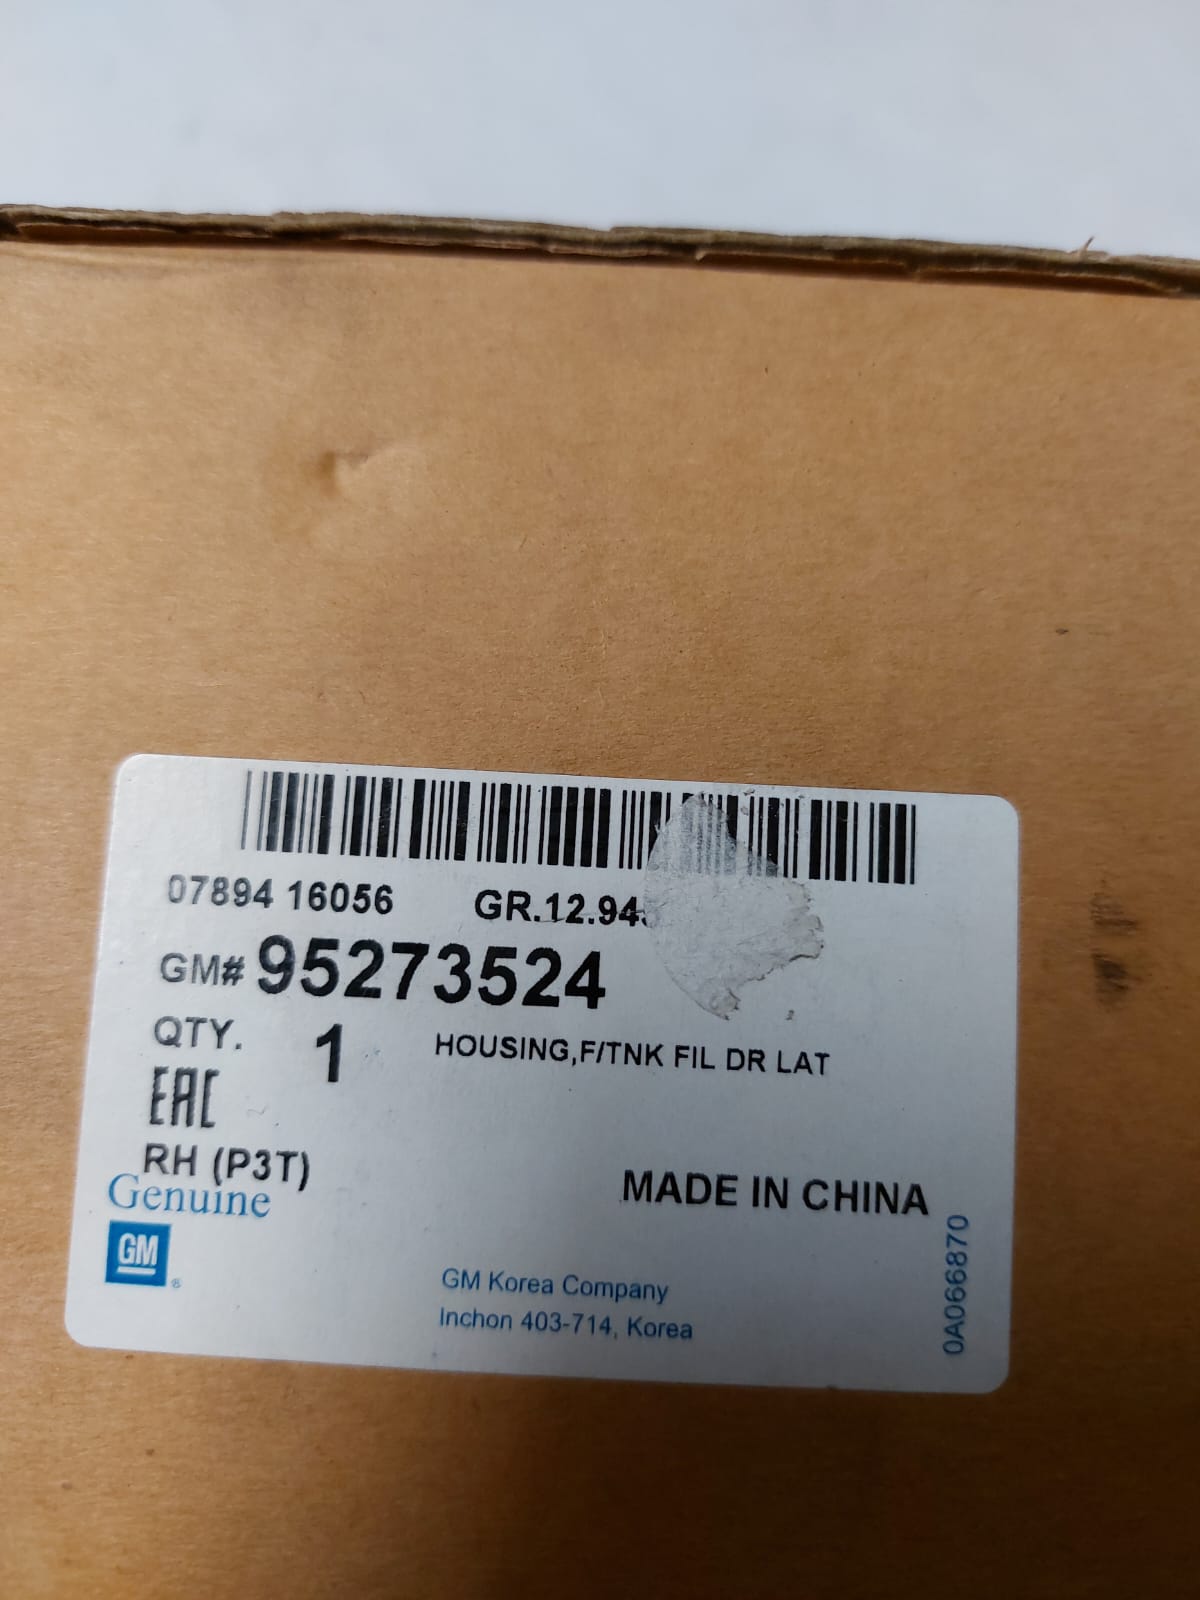 07894 16056 GR.12.94
GM# 95273524
QTY. 1 HOUSING,F/TNK FIL DR LAT
EAC
RH (P3T)
Genuine
MADE IN CHINA
GM
®
GM Korea Company
Inchon 403-714, Korea
0A066870